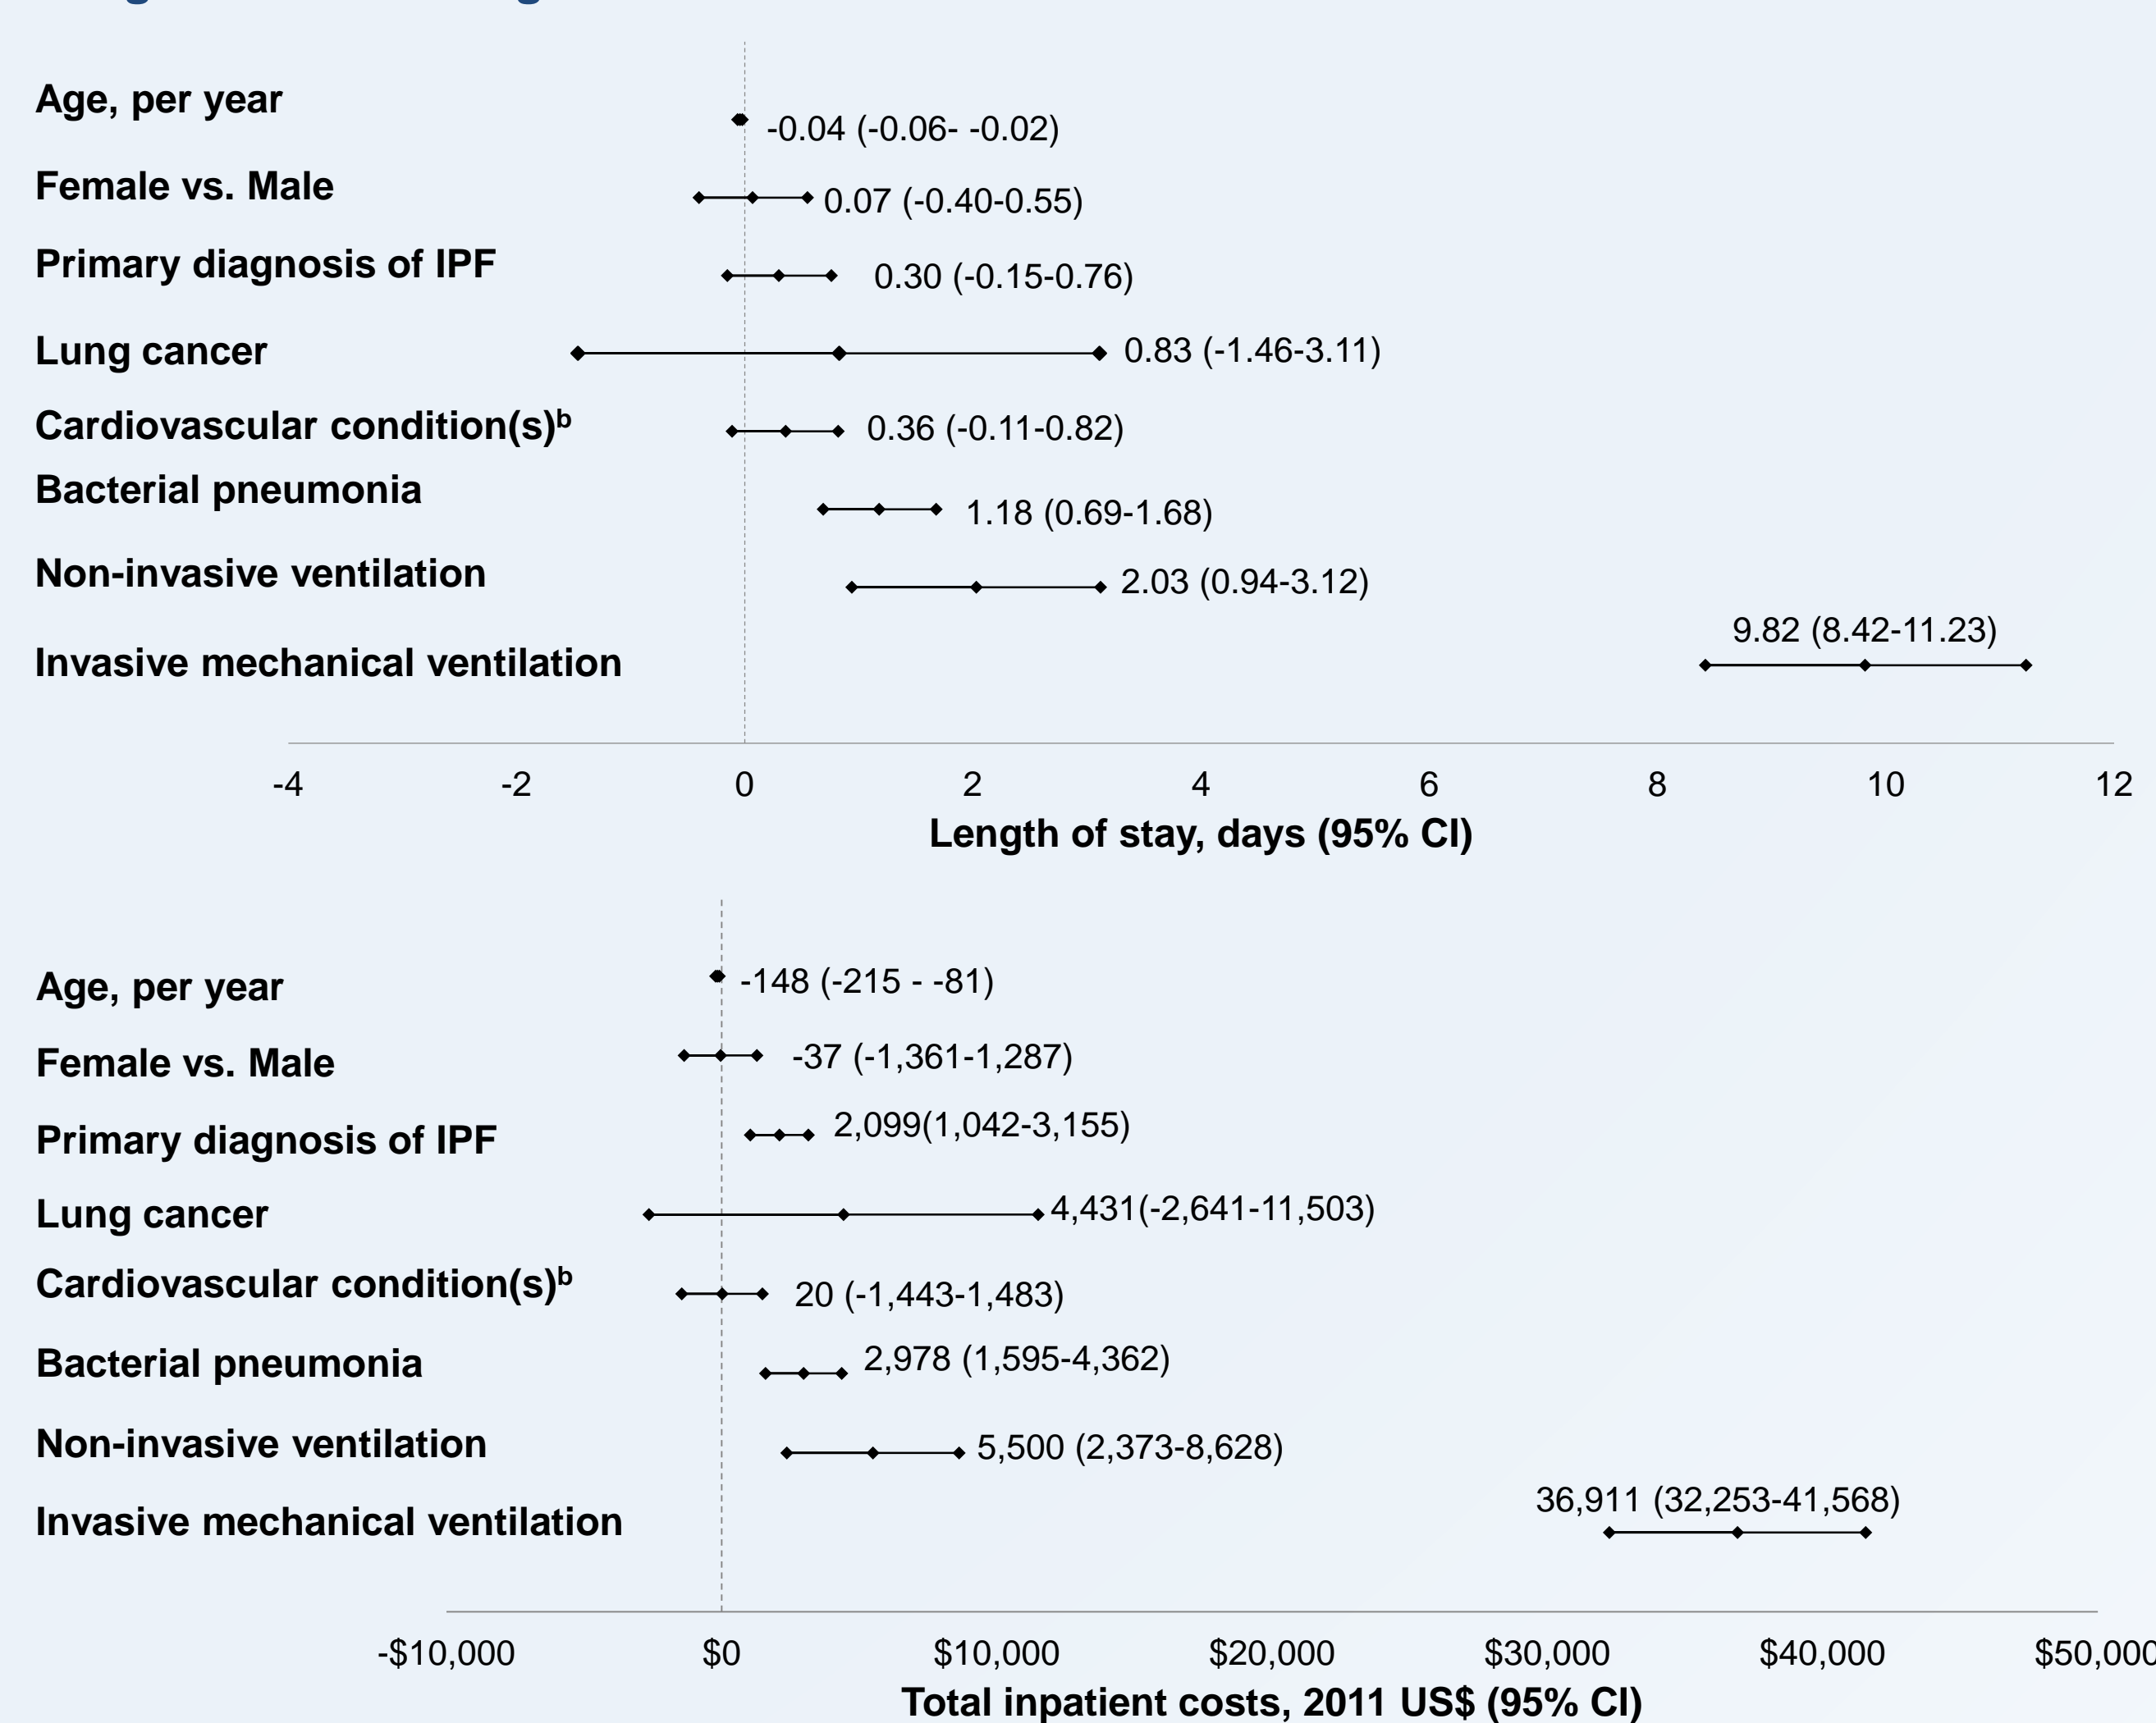 Age, per year
-0.04 (-0.06- -0.02)
Female vs. Male
0.07 (-0.40-0.55)
Primary diagnosis of IPF
0.30 (-0.15-0.76)
Lung cancer
0.83 (-1.46-3.11)
Cardiovascular condition(s)ᵇ
0.36 (-0.11-0.82)
Bacterial pneumonia
1.18 (0.69-1.68)
Non-invasive ventilation
2.03 (0.94-3.12)
9.82 (8.42-11.23)
Invasive mechanical ventilation
-4 -2 0 2 4 6 8 10 12
Length of stay, days (95% CI)
Age, per year
-148 (-215 - -81)
Female vs. Male
-37 (-1,361-1,287)
Primary diagnosis of IPF
2,099(1,042-3,155)
Lung cancer
4,431(-2,641-11,503)
Cardiovascular condition(s)ᵇ
20 (-1,443-1,483)
Bacterial pneumonia
2,978 (1,595-4,362)
Non-invasive ventilation
5,500 (2,373-8,628)
36,911 (32,253-41,568)
Invasive mechanical ventilation
-$10,000 $0 $10,000 $20,000 $30,000 $40,000 $50,000
Total inpatient costs, 2011 US$ (95% CI)